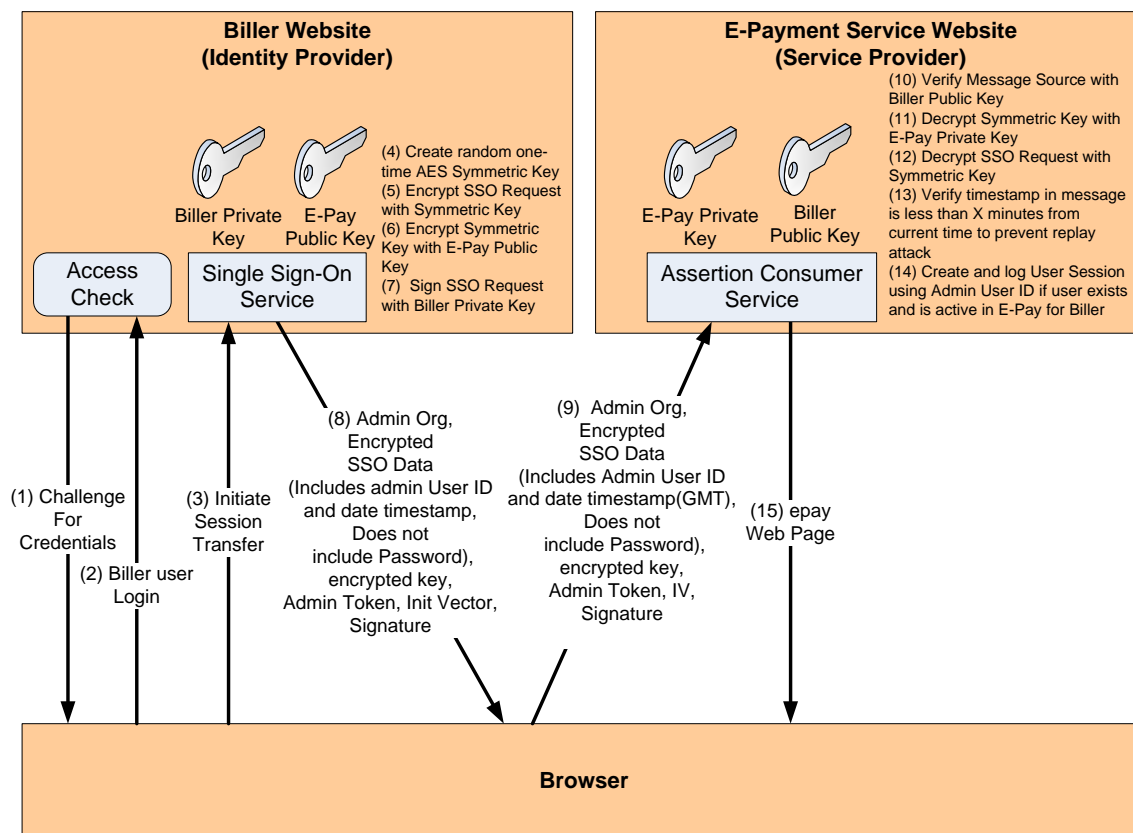 Biller Website
(Identity Provider)
Biller Private
Key
E-Pay
Public Key
(4) Create random one-
time AES Symmetric Key
(5) Encrypt SSO Request
with Symmetric Key
(6) Encrypt Symmetric
Key with E-Pay Public
Key
(7) Sign SSO Request
with Biller Private Key
Access
Check
Single Sign-On
Service
E-Payment Service Website
(Service Provider)
E-Pay Private
Key
Biller
Public Key
(10) Verify Message Source with
Biller Public Key
(11) Decrypt Symmetric Key with
E-Pay Private Key
(12) Decrypt SSO Request with
Symmetric Key
(13) Verify timestamp in message
is less than X minutes from
current time to prevent replay
attack
(14) Create and log User Session
using Admin User ID if user exists
and is active in E-Pay for Biller
Assertion Consumer
Service
(1) Challenge
For
Credentials
(2) Biller user
Login
(3) Initiate
Session
Transfer
(8) Admin Org,
Encrypted
SSO Data
(Includes admin User ID
and date timestamp,
Does not
include Password),
encrypted key,
Admin Token, Init Vector,
Signature
(9) Admin Org,
Encrypted
SSO Data
(Includes Admin User ID
and date timestamp(GMT),
Does not
include Password),
encrypted key,
Admin Token, IV,
Signature
(15) epay
Web Page
Browser